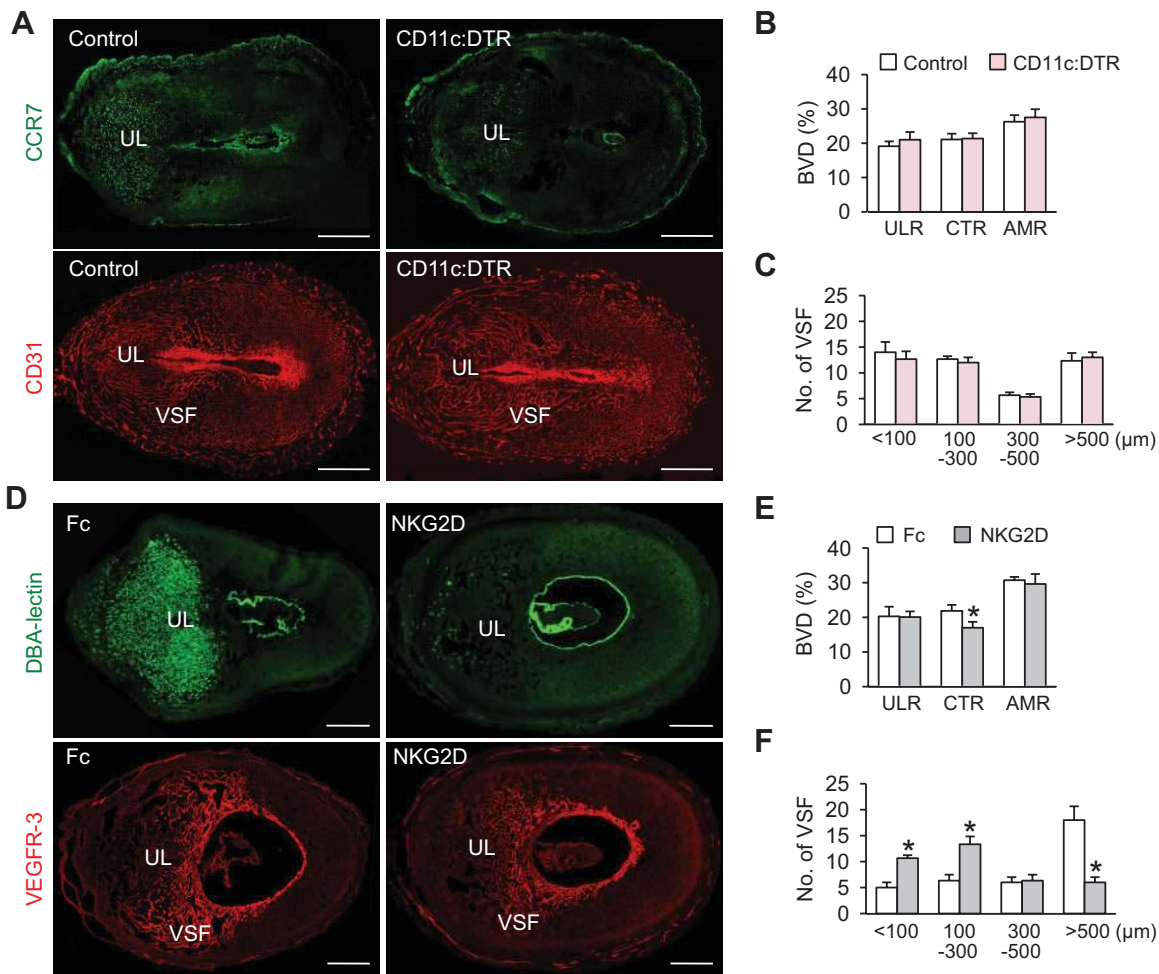 A
Control
CD11c:DTR
CCR7
UL
UL
Control
CD11c:DTR
CD31
UL
VSF
UL
VSF
B
Control CD11c:DTR
BVD (%)
40
30
20
10
0
ULR CTR AMR
C
No. of VSF
25
20
15
10
5
0
<100 100 300 >500 (µm)
-300 -500
D
Fc
NKG2D
DBA-lectin
UL
UL
Fc
NKG2D
VEGFR-3
UL
VSF
UL
VSF
E
Fc NKG2D
BVD (%)
40
30
20
10
0
*
ULR CTR AMR
F
No. of VSF
25
20
15
10
5
0
* * *
<100 100 300 >500 (µm)
-300 -500